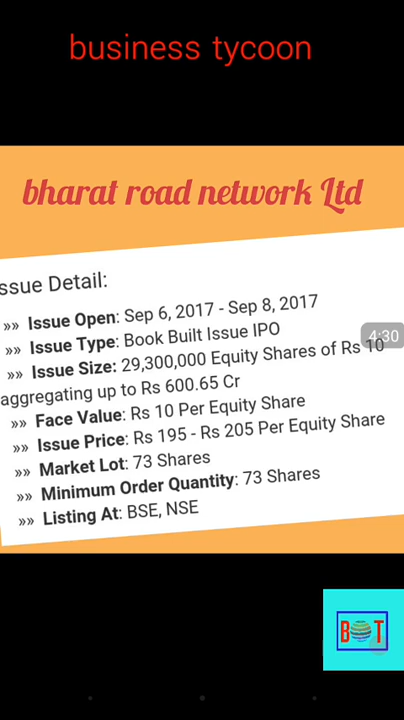 business tycoon
bharat road network Ltd
ssue Detail:
»» Issue Open: Sep 6, 2017 - Sep 8, 2017
»» Issue Type: Book Built Issue IPO
»» Issue Size: 29,300,000 Equity Shares of Rs 10
aggregating up to Rs 600.65 Cr
»» Face Value: Rs 10 Per Equity Share
»» Issue Price: Rs 195 - Rs 205 Per Equity Share
»» Market Lot: 73 Shares
»» Minimum Order Quantity: 73 Shares
»» Listing At: BSE, NSE
4:30
B T